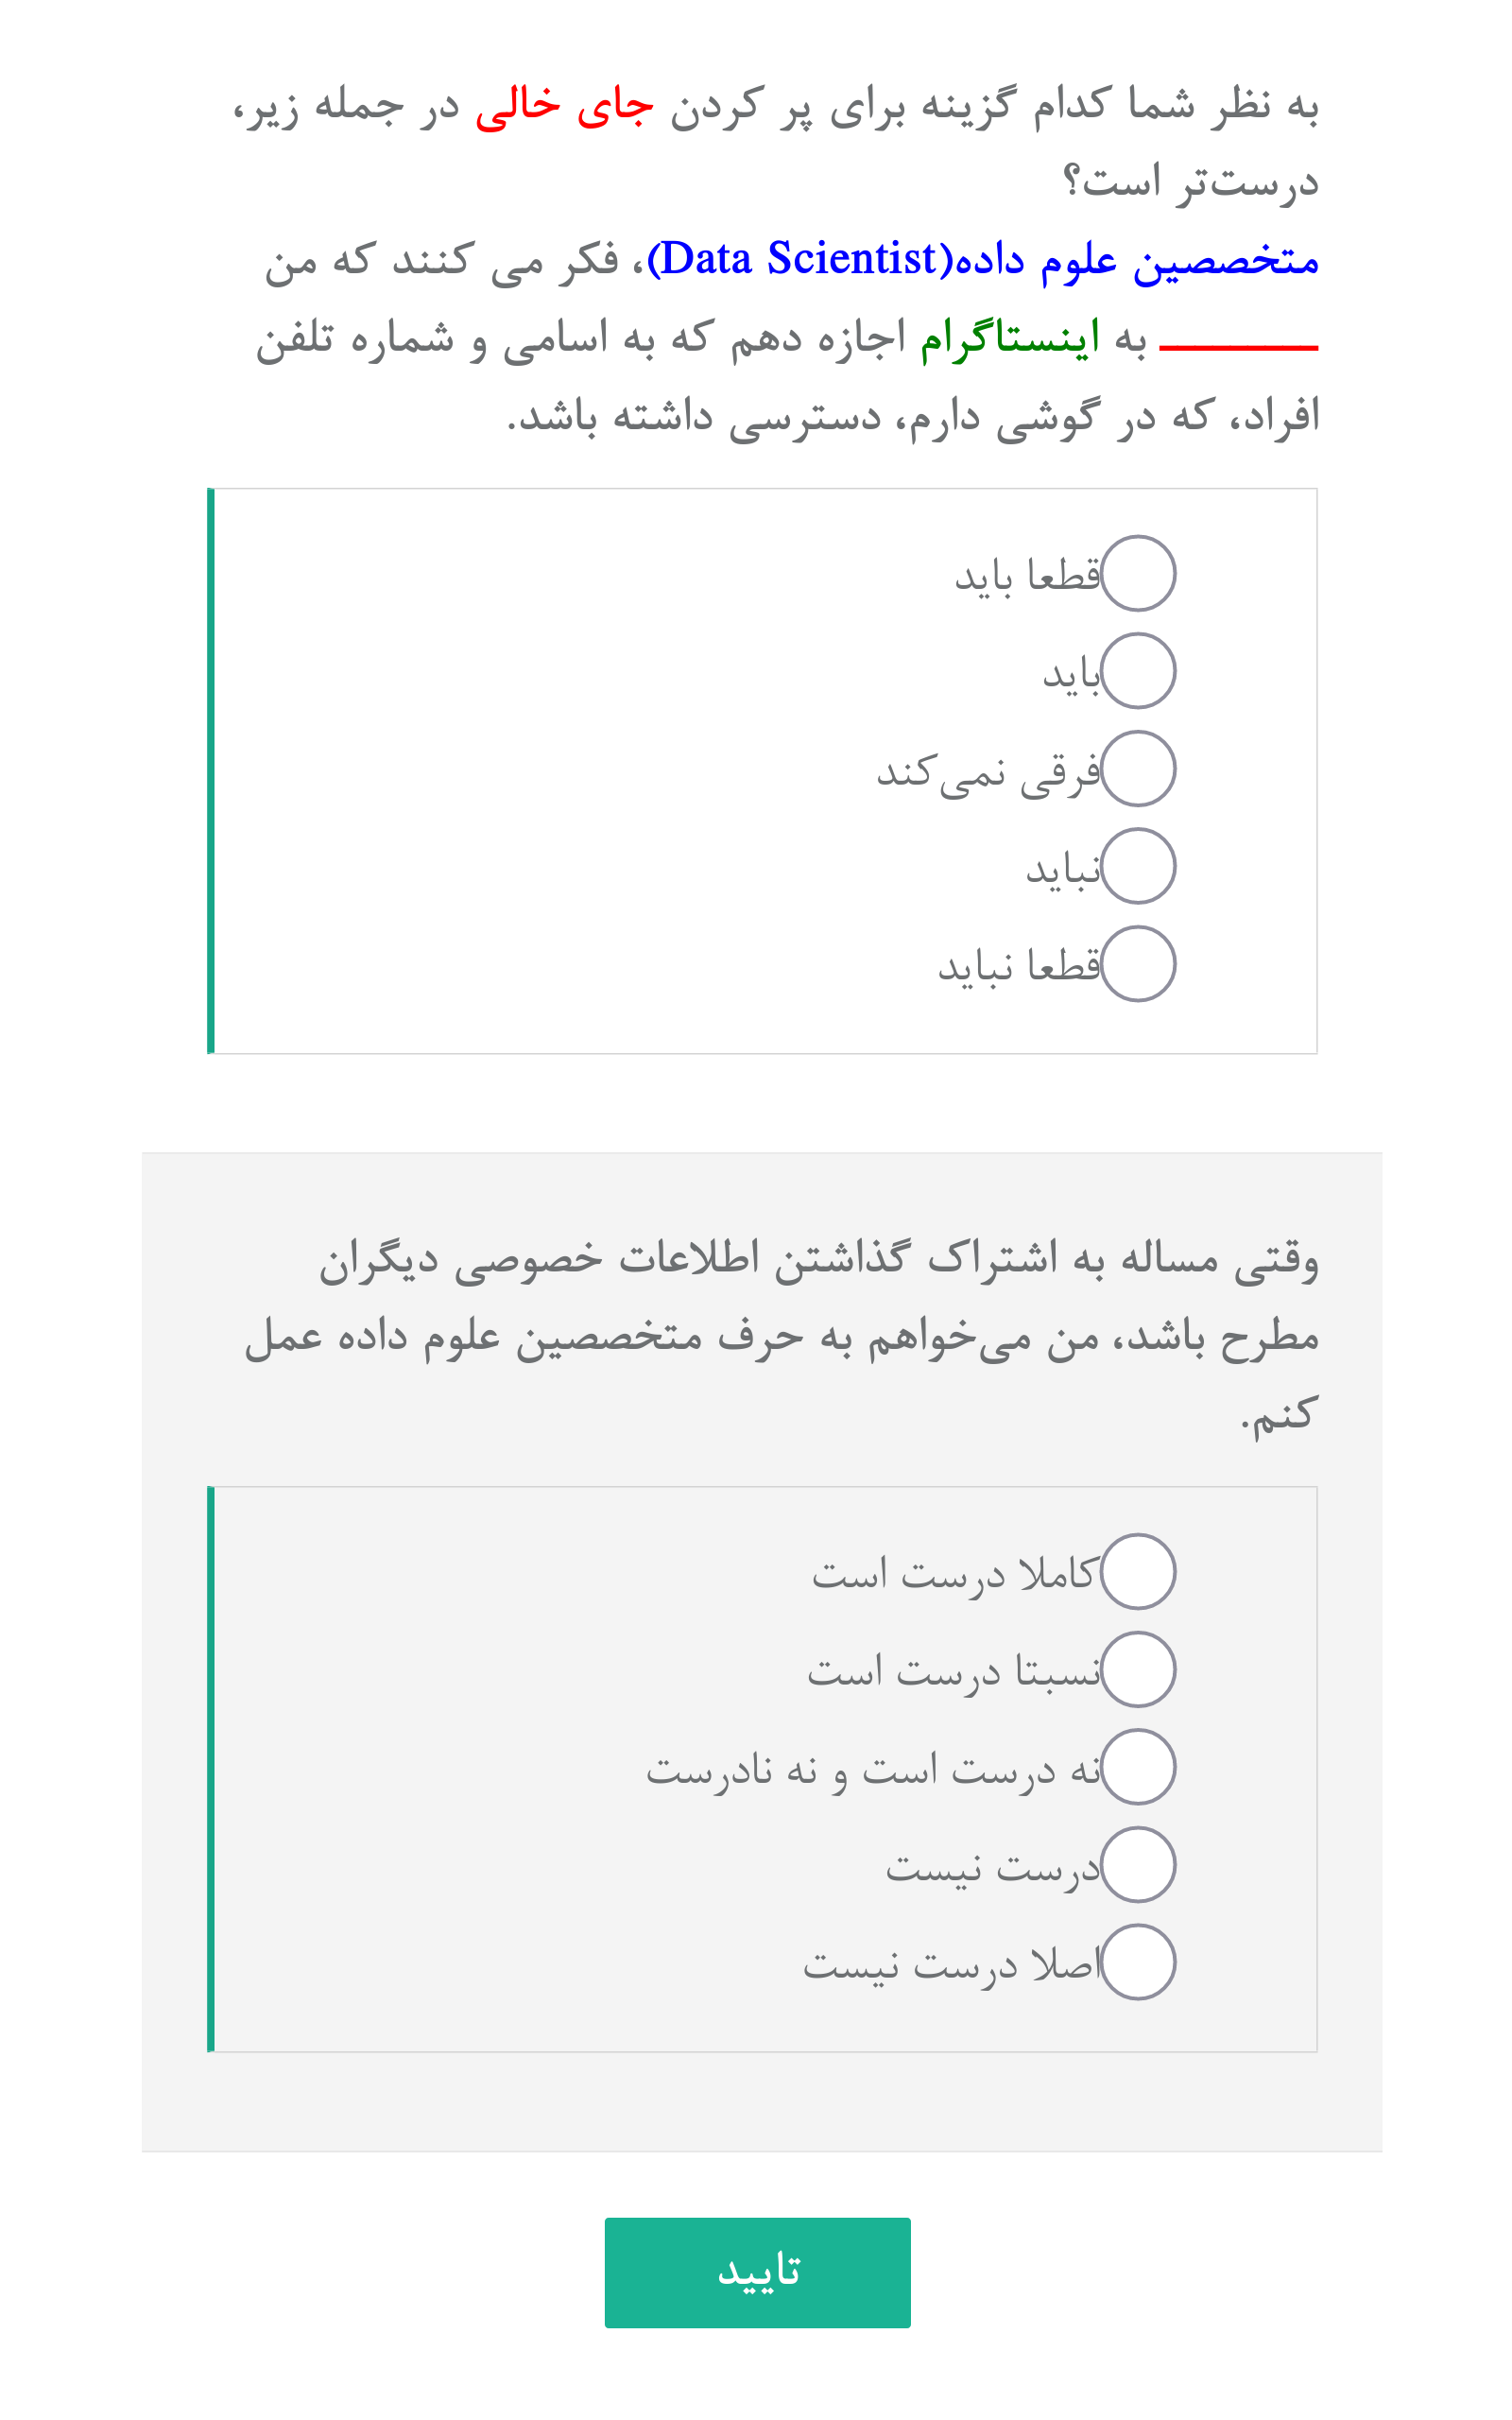 به نظر شما کدام گزینه برای پر کردن جای خالی در جمله زیر،
درست‌تر است؟
متخصصین علوم داده(Data Scientist)، فکر می کنند که من
________ به اینستاگرام اجازه دهم که به اسامی و شماره تلفن
افراد، که در گوشی دارم، دسترسی داشته باشد.
قطعا باید
باید
فرقی نمی‌کند
نباید
قطعا نباید
وقتی مساله به اشتراک گذاشتن اطلاعات خصوصی دیگران
مطرح باشد، من می‌خواهم به حرف متخصصین علوم داده عمل
کنم.
کاملا درست است
نسبتا درست است
نه درست است و نه نادرست
درست نیست
اصلا درست نیست
تایید